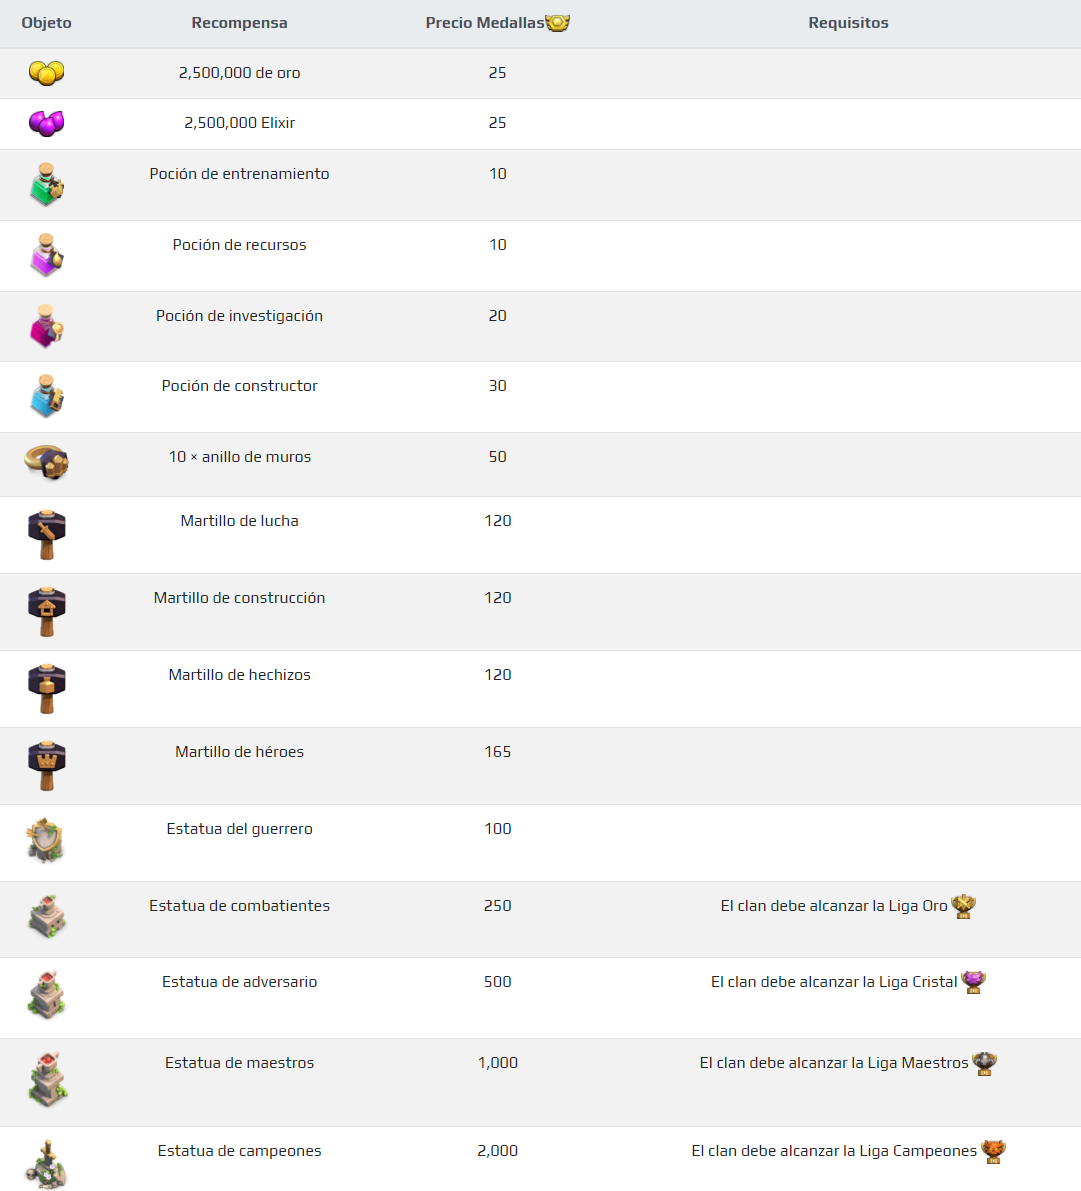 Objeto Recompensa Precio Medallas Requisitos
2,500,000 de oro 25
2,500,000 Elixir 25
Poción de entrenamiento 10
Poción de recursos 10
Poción de investigación 20
Poción de constructor 30
10 × anillo de muros 50
Martillo de lucha 120
Martillo de construcción 120
Martillo de hechizos 120
Martillo de héroes 165
Estatua del guerrero 100
Estatua de combatientes 250 El clan debe alcanzar la Liga Oro
Estatua de adversario 500 El clan debe alcanzar la Liga Cristal
Estatua de maestros 1,000 El clan debe alcanzar la Liga Maestros
Estatua de campeones 2,000 El clan debe alcanzar la Liga Campeones